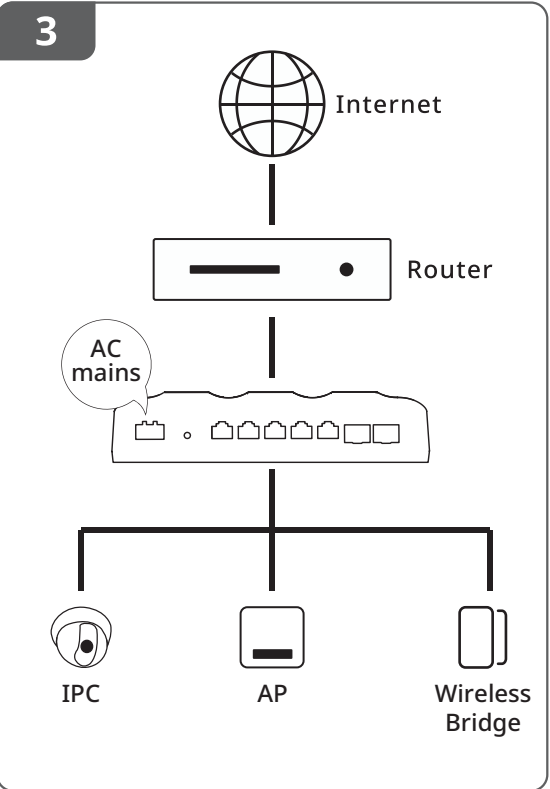 3
Internet
Router
AC
mains
IPC
AP
Wireless
Bridge